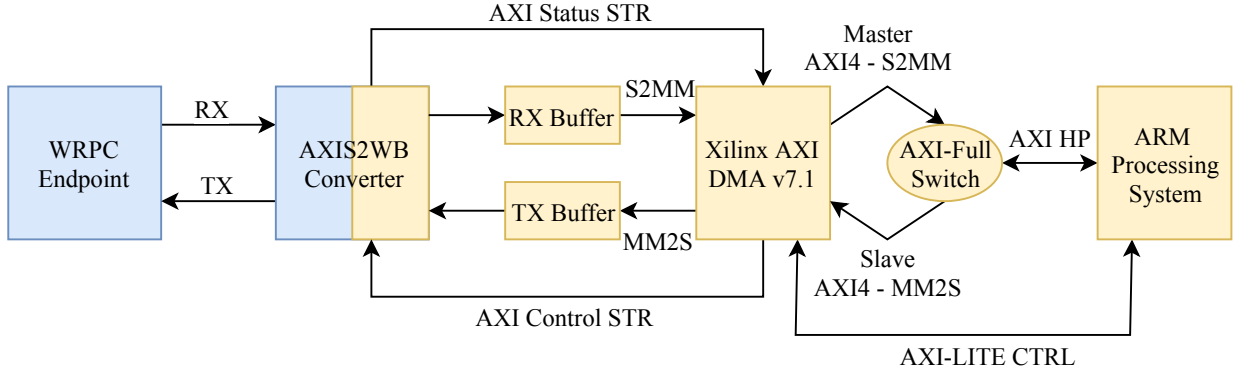 AXI Status STR
Master
AXI4 - S2MM
WRPC
Endpoint
RX
TX
AXIS2WB
Converter
RX Buffer
TX Buffer
S2MM
MM2S
Xilinx AXI
DMA v7.1
AXI-Full
Switch
AXI HP
ARM
Processing
System
Slave
AXI4 - MM2S
AXI Control STR
AXI-LITE CTRL